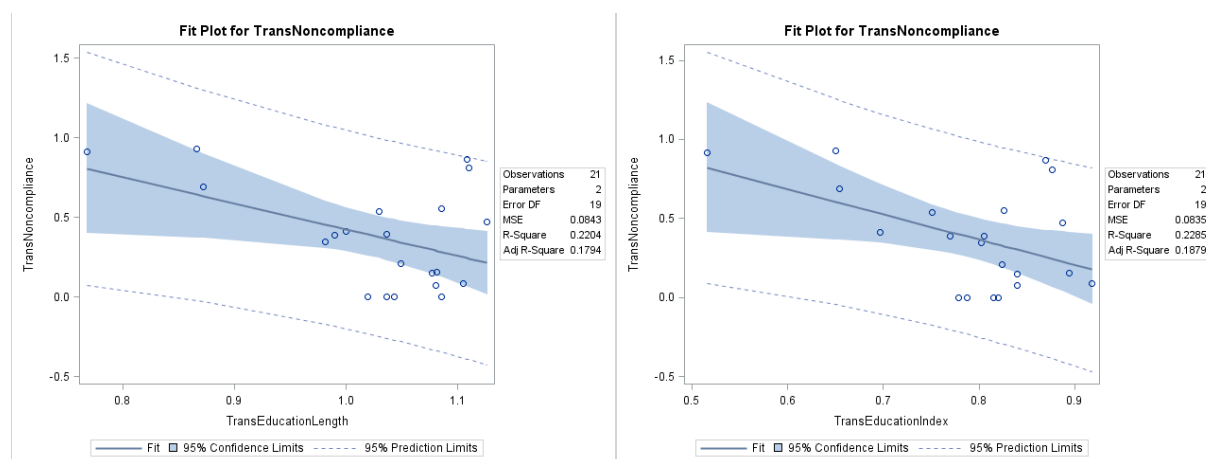 Fit Plot for TransNoncompliance
1.5
1.0
0.5
0.0
-0.5
TransNoncompliance
0.8
0.9
1.0
1.1
TransEducationLength
Observations 21
Parameters 2
Error DF 19
MSE 0.0843
R-Square 0.2204
Adj R-Square 0.1794
Fit 95% Confidence Limits 95% Prediction Limits
Fit Plot for TransNoncompliance
1.5
1.0
0.5
0.0
-0.5
TransNoncompliance
0.5
0.6
0.7
0.8
0.9
TransEducationIndex
Observations 21
Parameters 2
Error DF 19
MSE 0.0835
R-Square 0.2285
Adj R-Square 0.1879
Fit 95% Confidence Limits 95% Prediction Limits